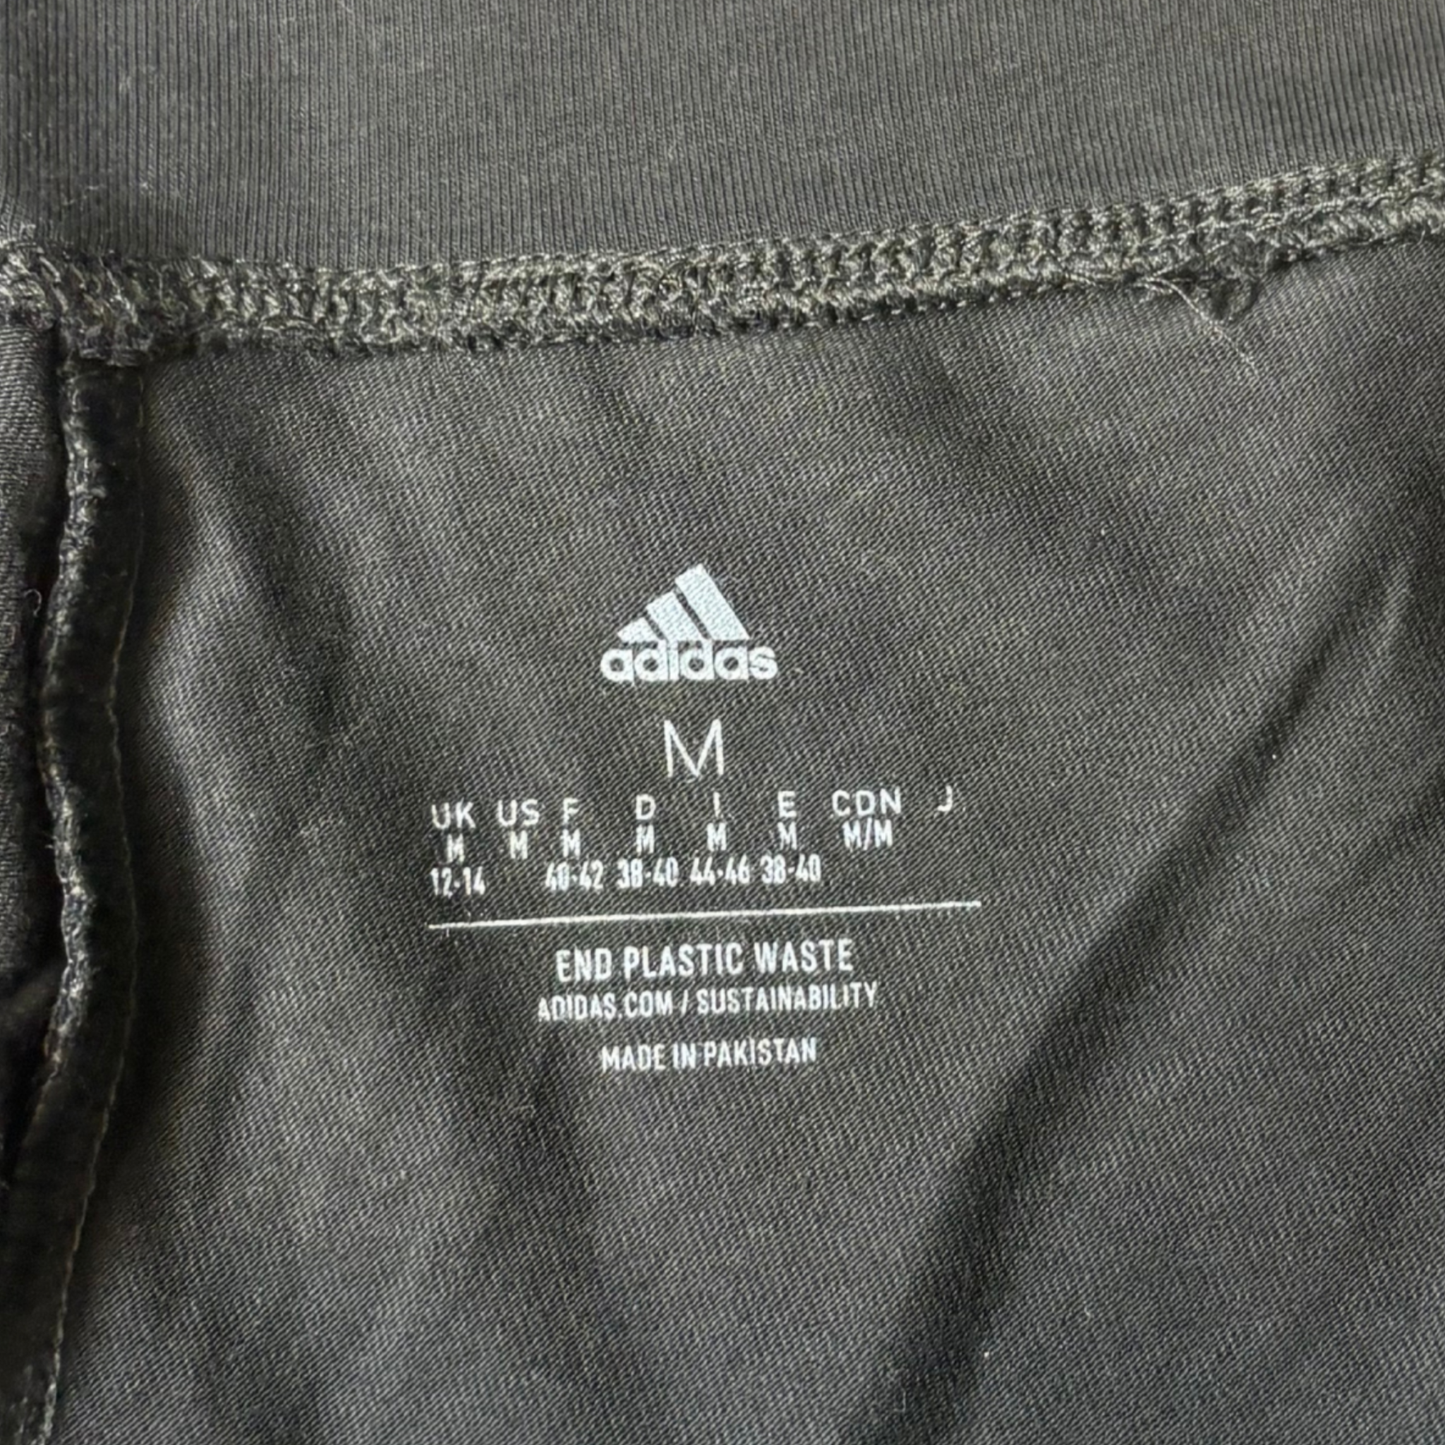 adidas
M
UK US F D I E CDN J
M M M M M M M/M
12-14 40-42 38-40 44-46 38-40
END PLASTIC WASTE
ADIDAS.COM / SUSTAINABILITY
MADE IN PAKISTAN